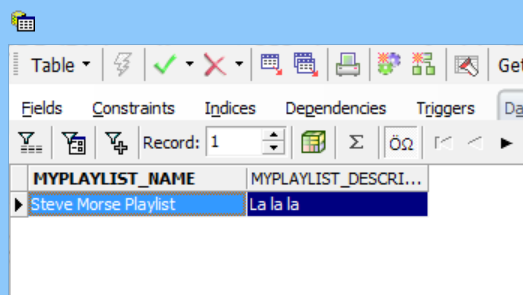 Table Get
Fields Constraints Indices Dependencies Triggers Da
Record: 1 Σ ÖΩ
MYPLAYLIST_NAME MYPLAYLIST_DESCRI...
Steve Morse Playlist La la la